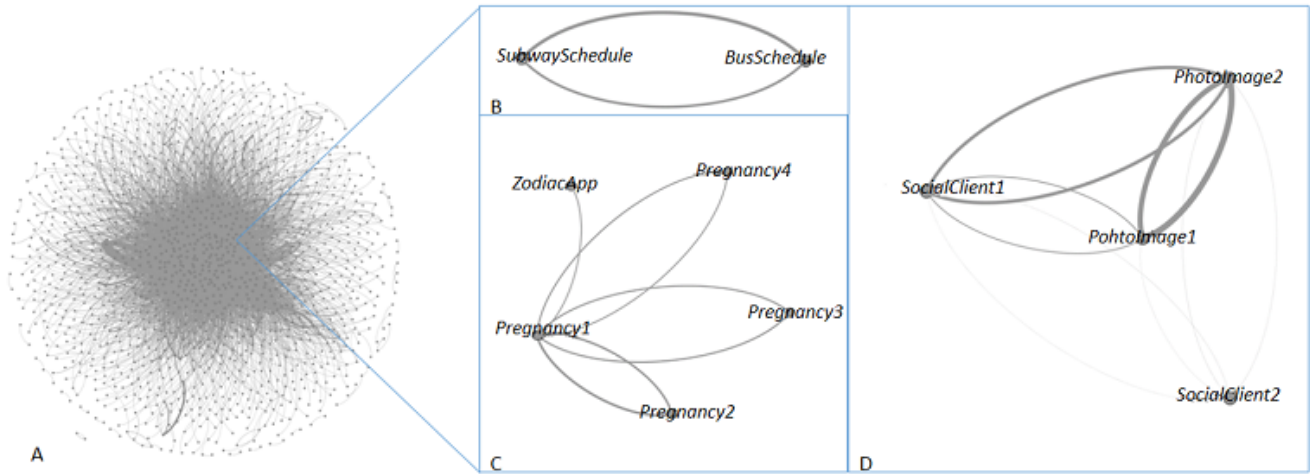 A
SubwaySchedule
BusSchedule
B
ZodiacApp
Pregnancy4
Pregnancy1
Pregnancy3
Pregnancy2
C
PhotoImage2
SocialClient1
PohtoImage1
SocialClient2
D